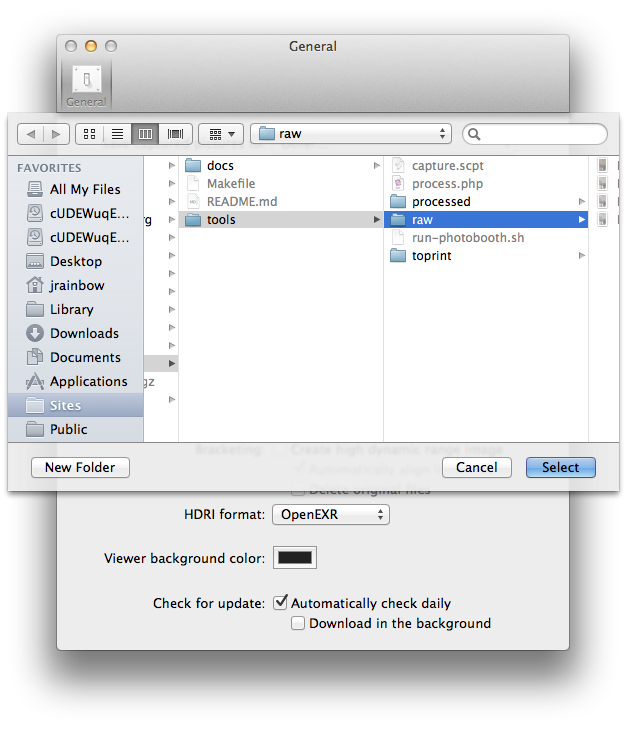 General
General
raw
FAVORITES
All My Files
cUDEWuqE...
cUDEWuqE...
Desktop
jrainbow
Library
Downloads
Documents
Applications
Sites
Public
rg
gz
docs
Makefile
README.md
tools
capture.scpt
process.php
processed
raw
run-photobooth.sh
toprint
New Folder
Cancel
Select
Bracketing: Create high dynamic range image
Automatically align
Delete original files
HDRI format: OpenEXR
Viewer background color:
Check for update: Automatically check daily
Download in the background